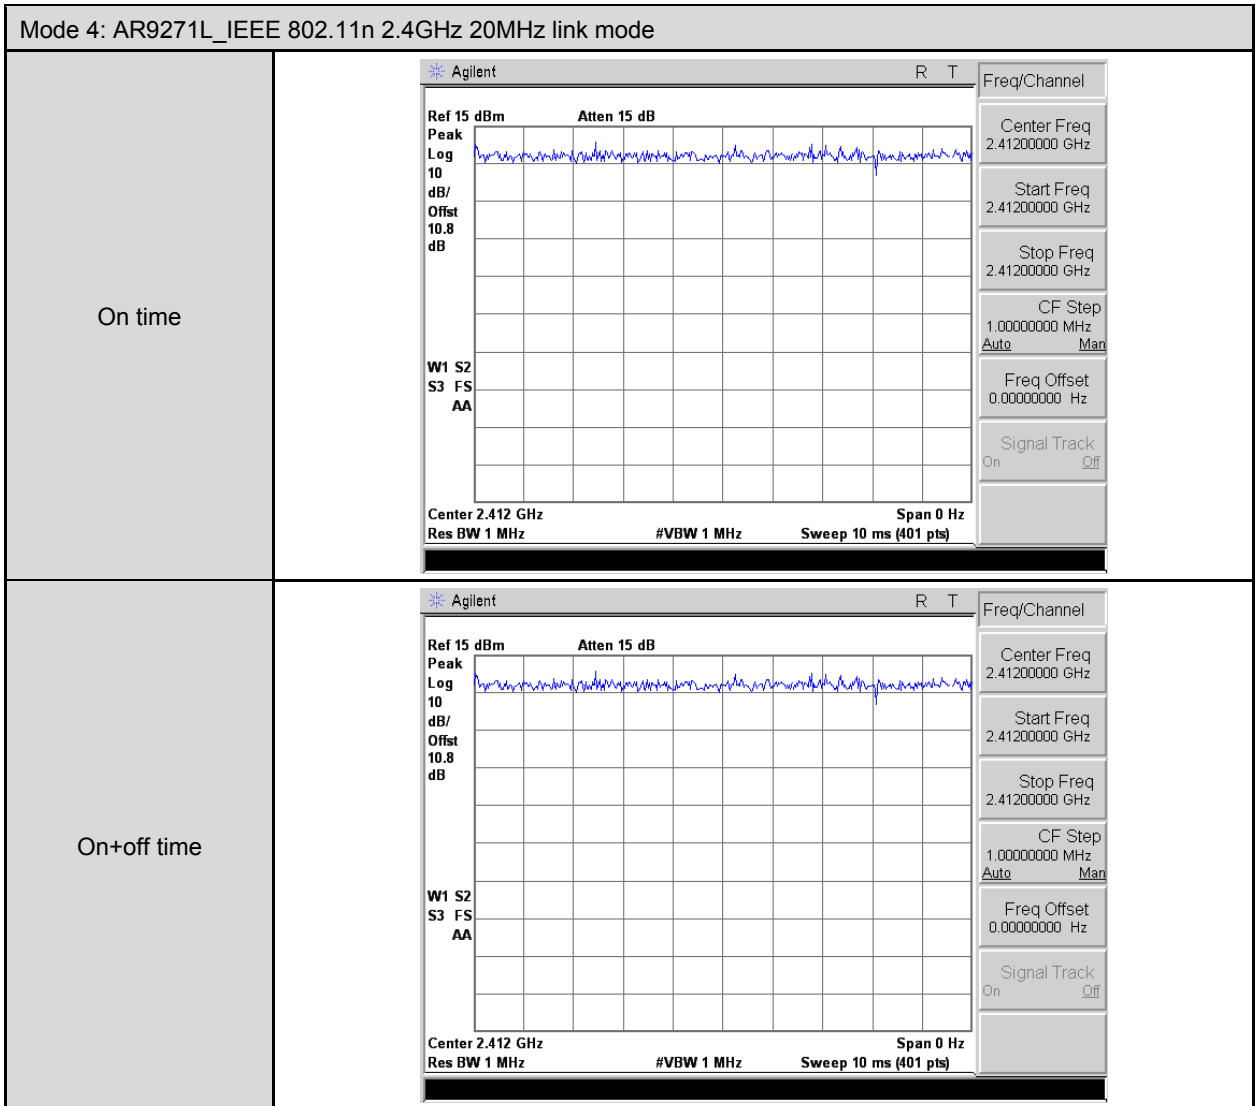 Mode 4: AR9271L_IEEE 802.11n 2.4GHz 20MHz link mode
On time
Agilent
R T
Freq/Channel
Ref 15 dBm
Atten 15 dB
Peak
Log
10
dB/
Offst
10.8
dB
W1 S2
S3 FS
AA
Center 2.412 GHz
Span 0 Hz
Res BW 1 MHz
#VBW 1 MHz
Sweep 10 ms (401 pts)
Center Freq
2.41200000 GHz
Start Freq
2.41200000 GHz
Stop Freq
2.41200000 GHz
CF Step
1.00000000 MHz
Auto Man
Freq Offset
0.00000000 Hz
Signal Track
On Off
On+off time
Agilent
R T
Freq/Channel
Ref 15 dBm
Atten 15 dB
Peak
Log
10
dB/
Offst
10.8
dB
W1 S2
S3 FS
AA
Center 2.412 GHz
Span 0 Hz
Res BW 1 MHz
#VBW 1 MHz
Sweep 10 ms (401 pts)
Center Freq
2.41200000 GHz
Start Freq
2.41200000 GHz
Stop Freq
2.41200000 GHz
CF Step
1.00000000 MHz
Auto Man
Freq Offset
0.00000000 Hz
Signal Track
On Off